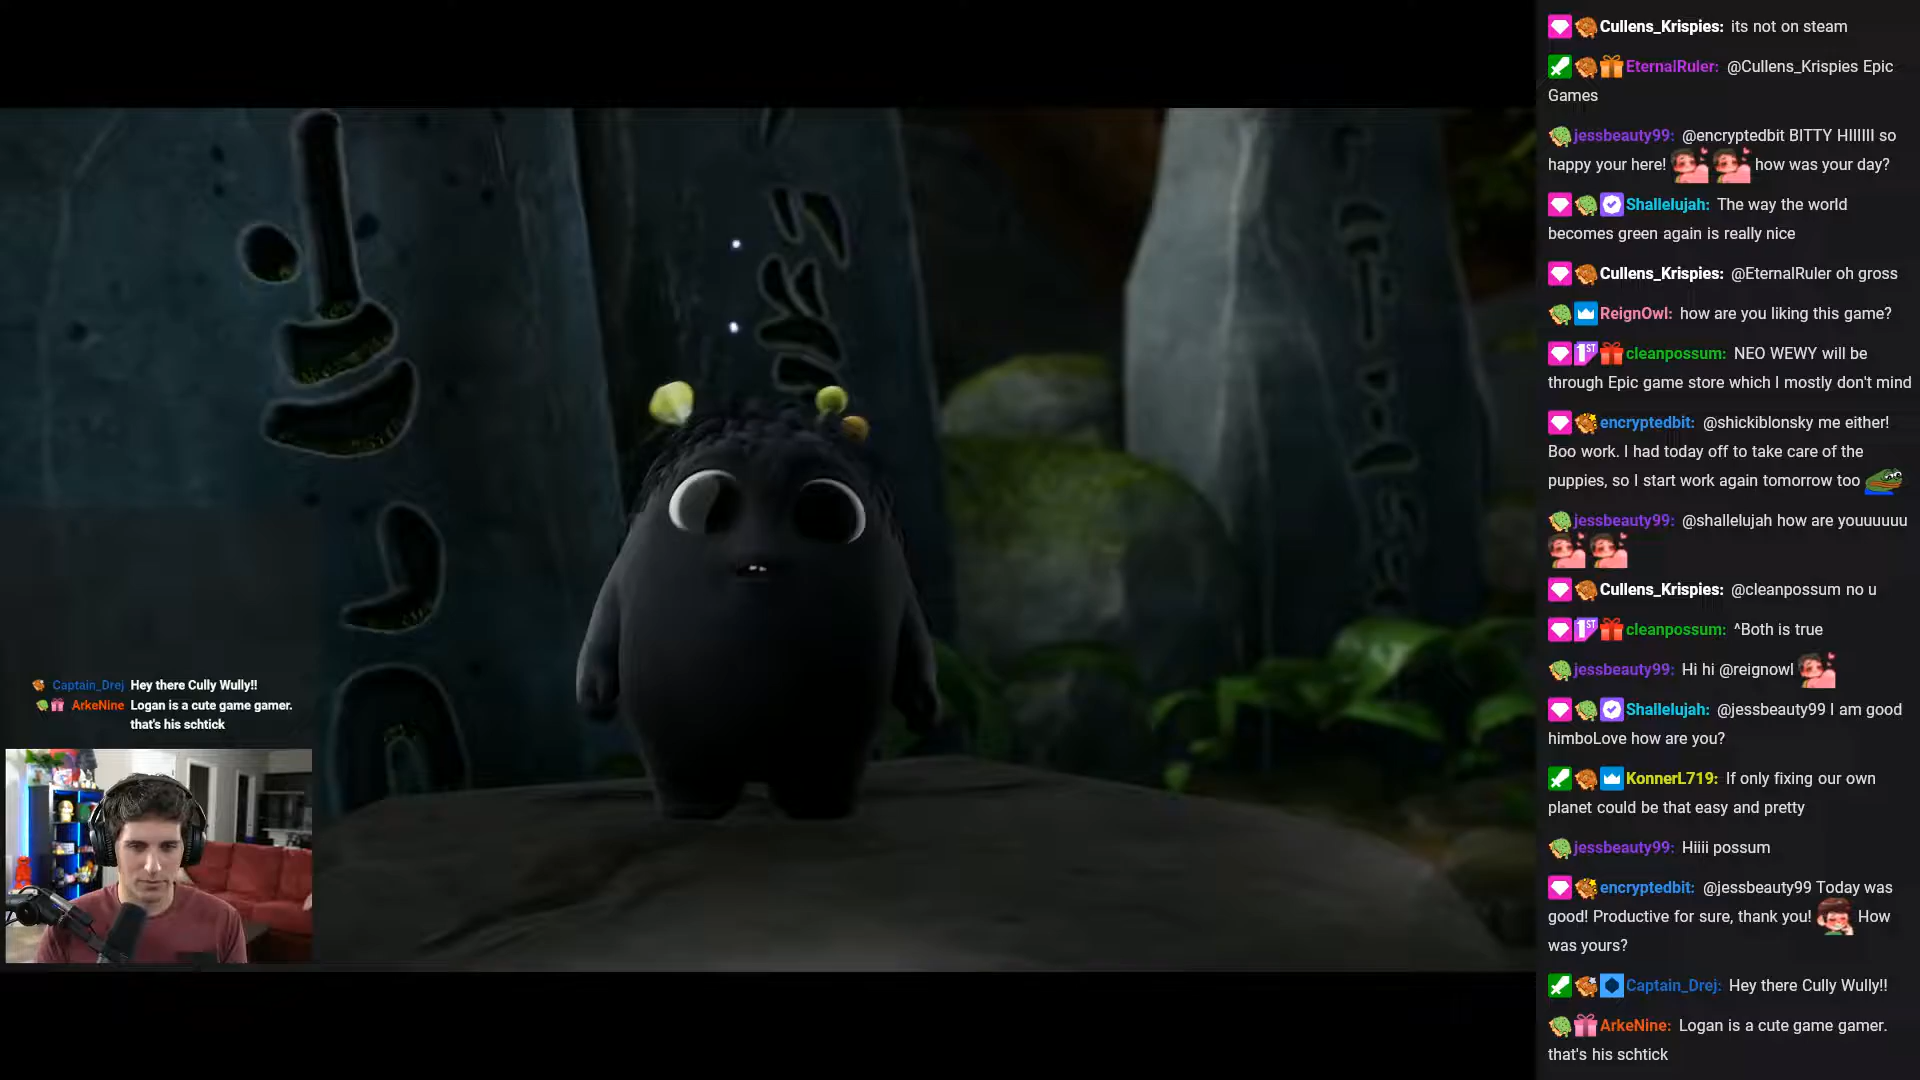 Cullens_Krispies: its not on steam
EternalRuler: @Cullens_Krispies Epic
Games
jessbeauty99: @encryptedbit BITTY HIIIIII so
happy your here! how was your day?
Shallelujah: The way the world
becomes green again is really nice
Cullens_Krispies: @EternalRuler oh gross
ReignOwl: how are you liking this game?
1ST cleanpossum: NEO WEWY will be
through Epic game store which I mostly don't mind
encryptedbit: @shickiblonsky me either!
Boo work. I had today off to take care of the
puppies, so I start work again tomorrow too
jessbeauty99: @shallelujah how are youuuuuu
Cullens_Krispies: @cleanpossum no u
1ST cleanpossum: ^Both is true
jessbeauty99: Hi hi @reignowl
Shallelujah: @jessbeauty99 I am good
himboLove how are you?
KonnerL719: If only fixing our own
planet could be that easy and pretty
jessbeauty99: Hiiii possum
encryptedbit: @jessbeauty99 Today was
good! Productive for sure, thank you! How
was yours?
Captain_Drej: Hey there Cully Wully!!
ArkeNine: Logan is a cute game gamer.
that's his schtick
Captain_Drej Hey there Cully Wully!!
ArkeNine Logan is a cute game gamer.
that's his schtick